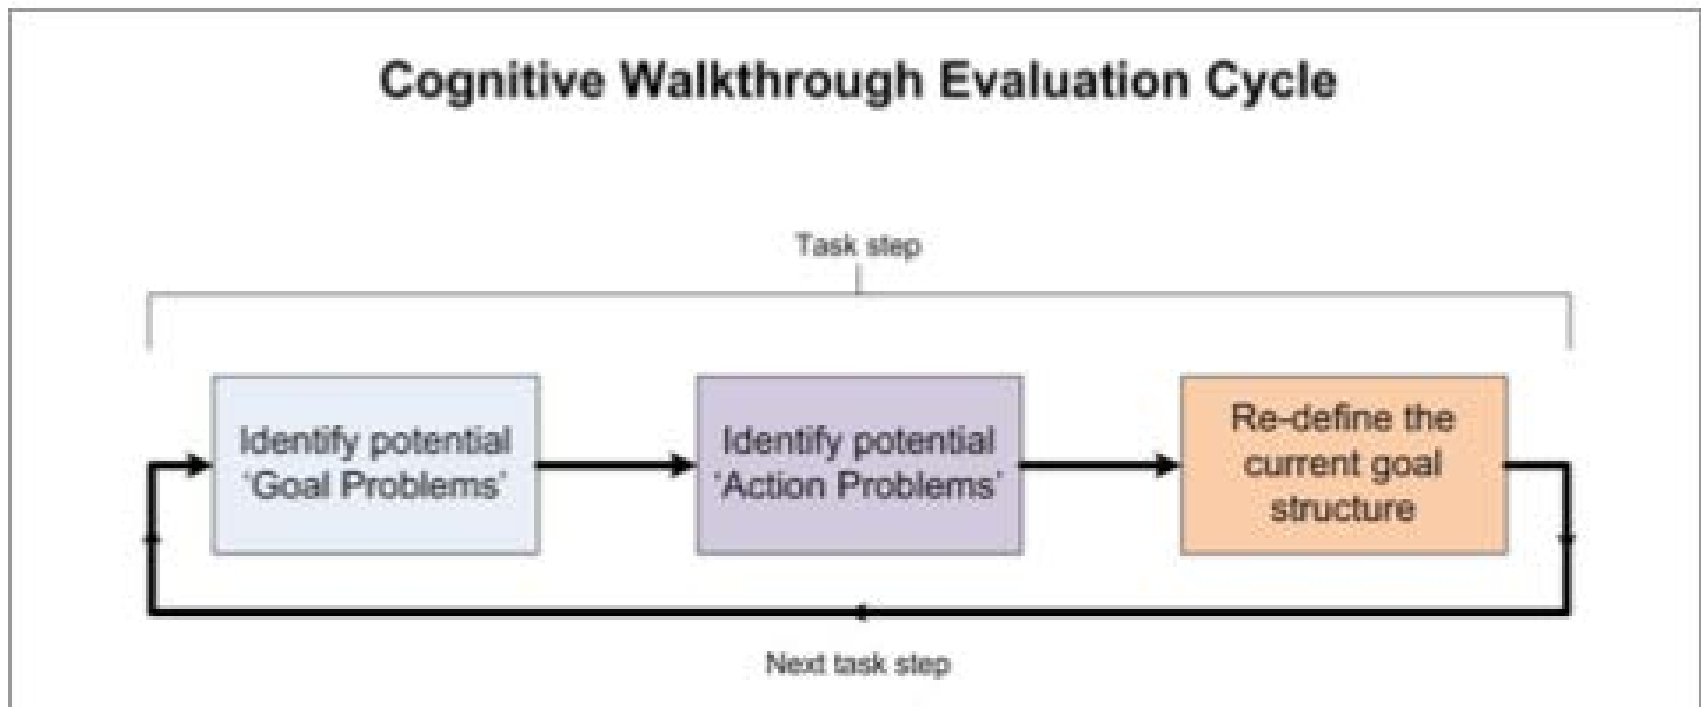 Cognitive Walkthrough Evaluation Cycle
Task step
Identify potential
'Goal Problems'
Identify potential
'Action Problems'
Re-define the
current goal
structure
Next task step